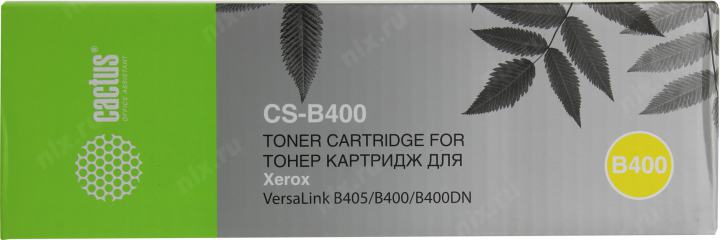 cactus
OFFICE ASSISTANT
CS-B400
TONER CARTRIDGE FOR
ТОНЕР КАРТРИДЖ ДЛЯ
Xerox
VersaLink B405/B400/B400DN
B400
nix.ru